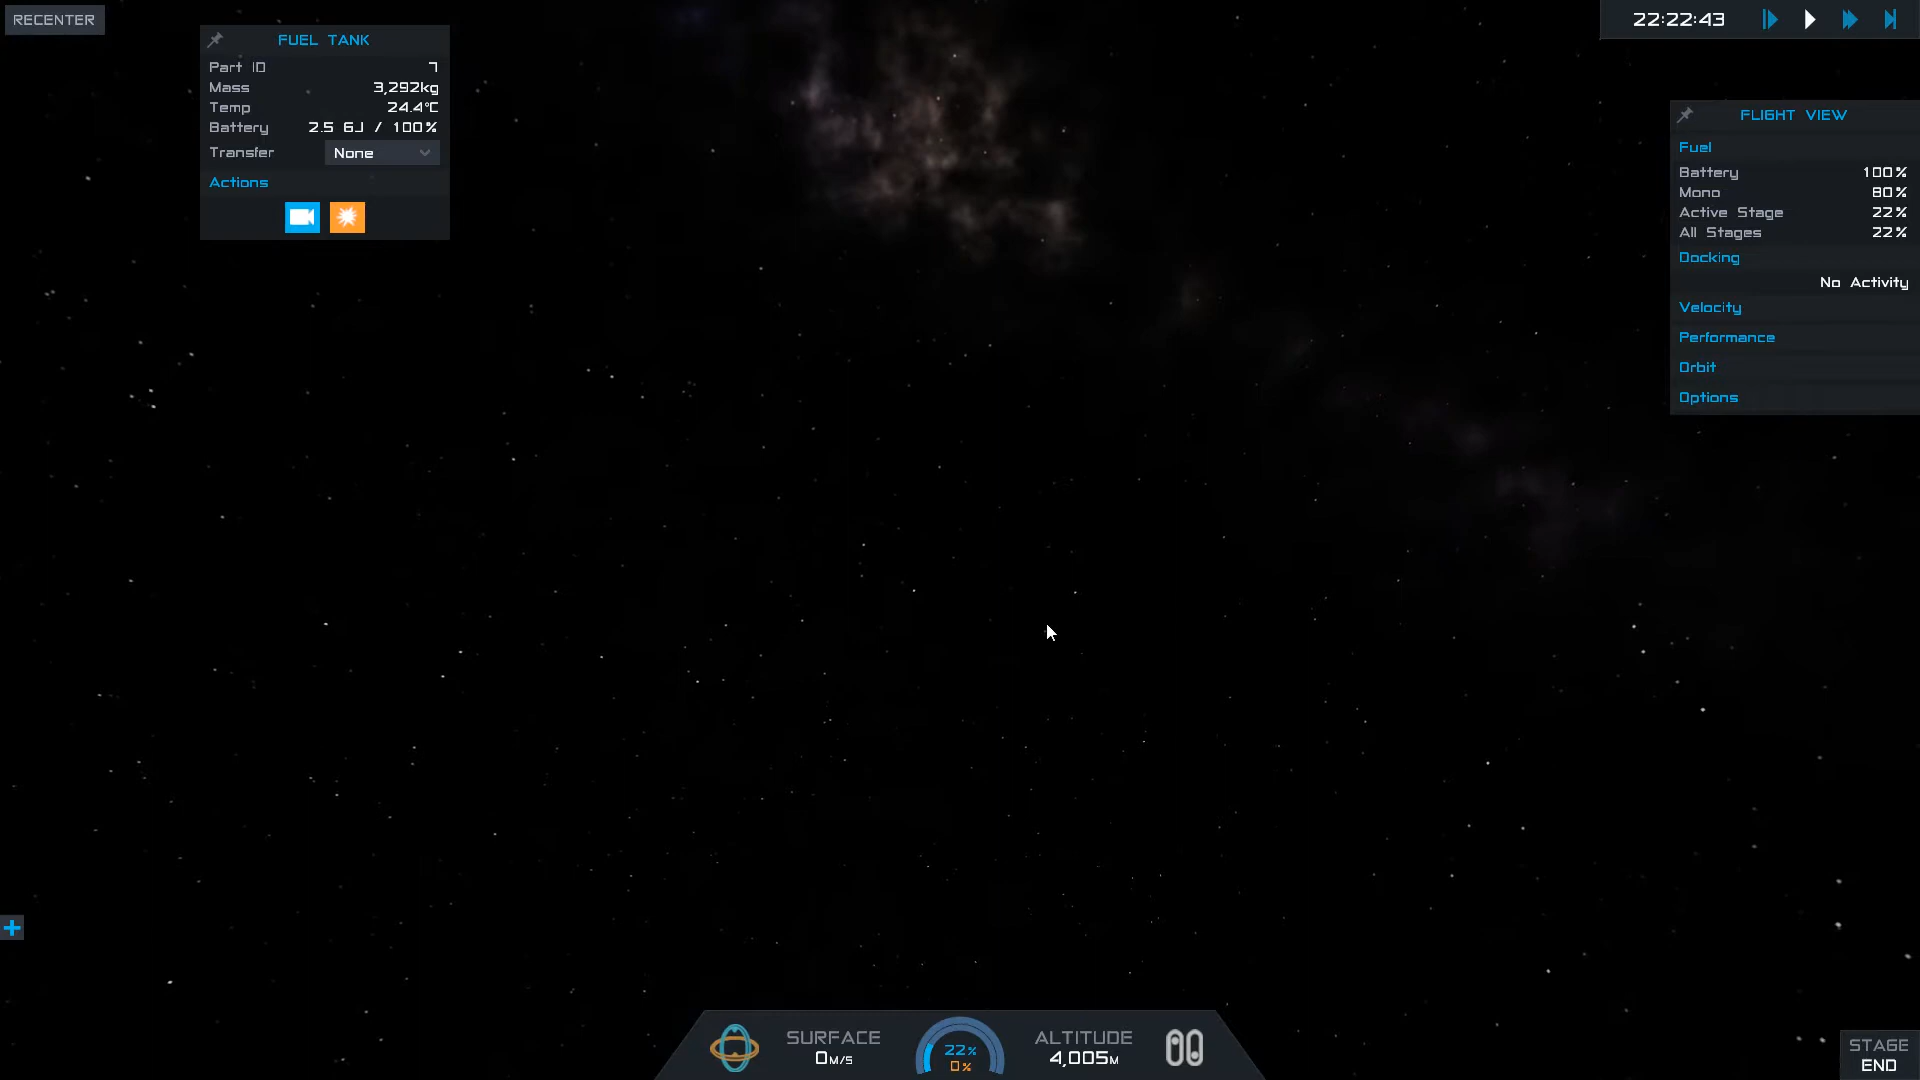 RECENTER
FUEL TANK
Part ID 7
Mass 3,292kg
Temp 24.4°C
Battery 2.5 GJ / 100%
Transfer None
Actions
22:22:43
FLIGHT VIEW
Fuel
Battery 100%
Mono 80%
Active Stage 22%
All Stages 22%
Docking
No Activity
Velocity
Performance
Orbit
Options
SURFACE
0M/S
22%
0%
ALTITUDE
4,005M
STAGE
END